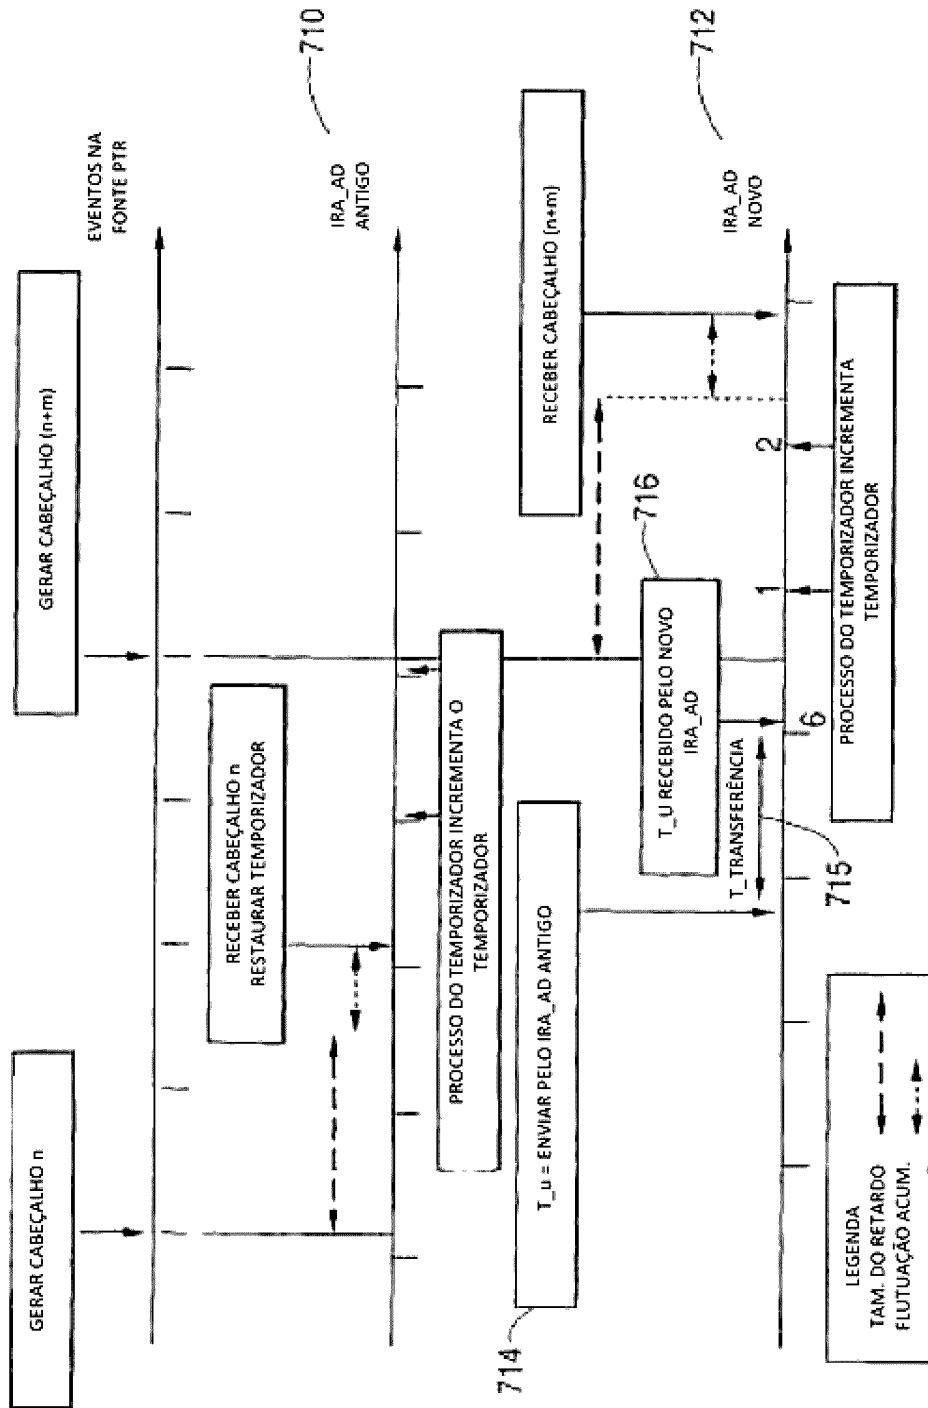 GERAR CABEÇALHO n
GERAR CABEÇALHO (n+m)
EVENTOS NA
FONTE PTR
RECEBER CABEÇALHO n
RESTAURAR TEMPORIZADOR
IRA_AD
ANTIGO
710
PROCESSO DO TEMPORIZADOR INCREMENTA O
TEMPORIZADOR
714
T_u = ENVIAR PELO IRA_AD ANTIGO
RECEBER CABEÇALHO (n+m)
T_U RECEBIDO PELO NOVO
IRA_AD
716
T_TRANSFERÊNCIA
715
IRA_AD
NOVO
712
6
1
2
PROCESSO DO TEMPORIZADOR INCREMENTA
TEMPORIZADOR
LEGENDA
TAM. DO RETARDO
FLUTUAÇÃO ACUM.